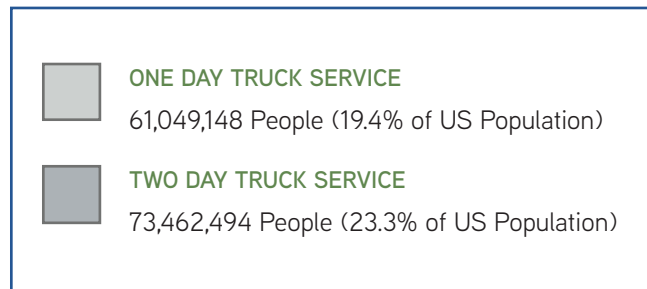 ONE DAY TRUCK SERVICE
61,049,148 People (19.4% of US Population)
TWO DAY TRUCK SERVICE
73,462,494 People (23.3% of US Population)